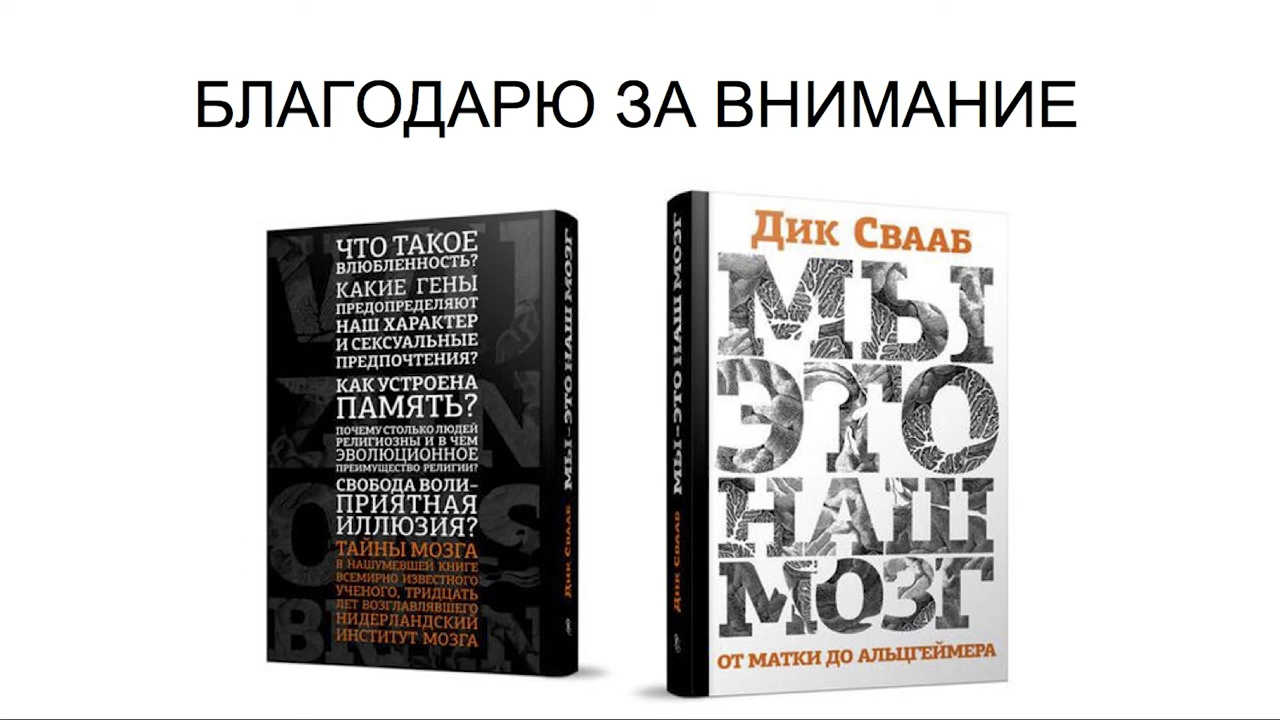 БЛАГОДАРЮ ЗА ВНИМАНИЕ
ЧТО ТАКОЕ
ВЛЮБЛЕННОСТЬ?
КАКИЕ ГЕНЫ
ПРЕДОПРЕДЕЛЯЮТ
НАШ ХАРАКТЕР
И СЕКСУАЛЬНЫЕ
ПРЕДПОЧТЕНИЯ?
КАК УСТРОЕНА
ПАМЯТЬ?
ПОЧЕМУ СТОЛЬКО ЛЮДЕЙ
РЕЛИГИОЗНЫ И В ЧЕМ
ЭВОЛЮЦИОННОЕ
ПРЕИМУЩЕСТВО РЕЛИГИИ?
СВОБОДА ВОЛИ–
ПРИЯТНАЯ
ИЛЛЮЗИЯ?
ТАЙНЫ МОЗГА
В НАШУМЕВШЕЙ КНИГЕ
ВСЕМИРНО ИЗВЕСТНОГО
УЧЕНОГО, ТРИДЦАТЬ
ЛЕТ ВОЗГЛАВЛЯВШЕГО
НИДЕРЛАНДСКИЙ
ИНСТИТУТ МОЗГА
ДИК СВААБ МЫ–ЭТО НАШ МОЗГ
ДИК СВААБ МЫ–ЭТО НАШ МОЗГ
ДИК СВААБ
МЫ
ЭТО
НАШ
МОЗГ
ОТ МАТКИ ДО АЛЬЦГЕЙМЕРА